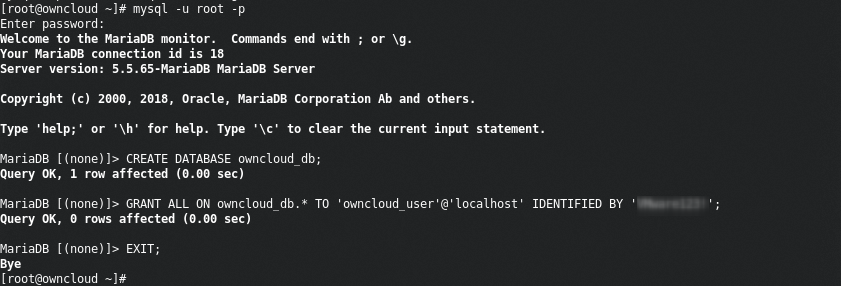 [root@owncloud ~]# mysql -u root -p
Enter password:
Welcome to the MariaDB monitor.  Commands end with ; or \g.
Your MariaDB connection id is 18
Server version: 5.5.65-MariaDB MariaDB Server
Copyright (c) 2000, 2018, Oracle, MariaDB Corporation Ab and others.
Type 'help;' or '\h' for help. Type '\c' to clear the current input statement.
MariaDB [(none)]> CREATE DATABASE owncloud_db;
Query OK, 1 row affected (0.00 sec)
MariaDB [(none)]> GRANT ALL ON owncloud_db.* TO 'owncloud_user'@'localhost' IDENTIFIED BY '';
Query OK, 0 rows affected (0.00 sec)
MariaDB [(none)]> EXIT;
Bye
[root@owncloud ~]#